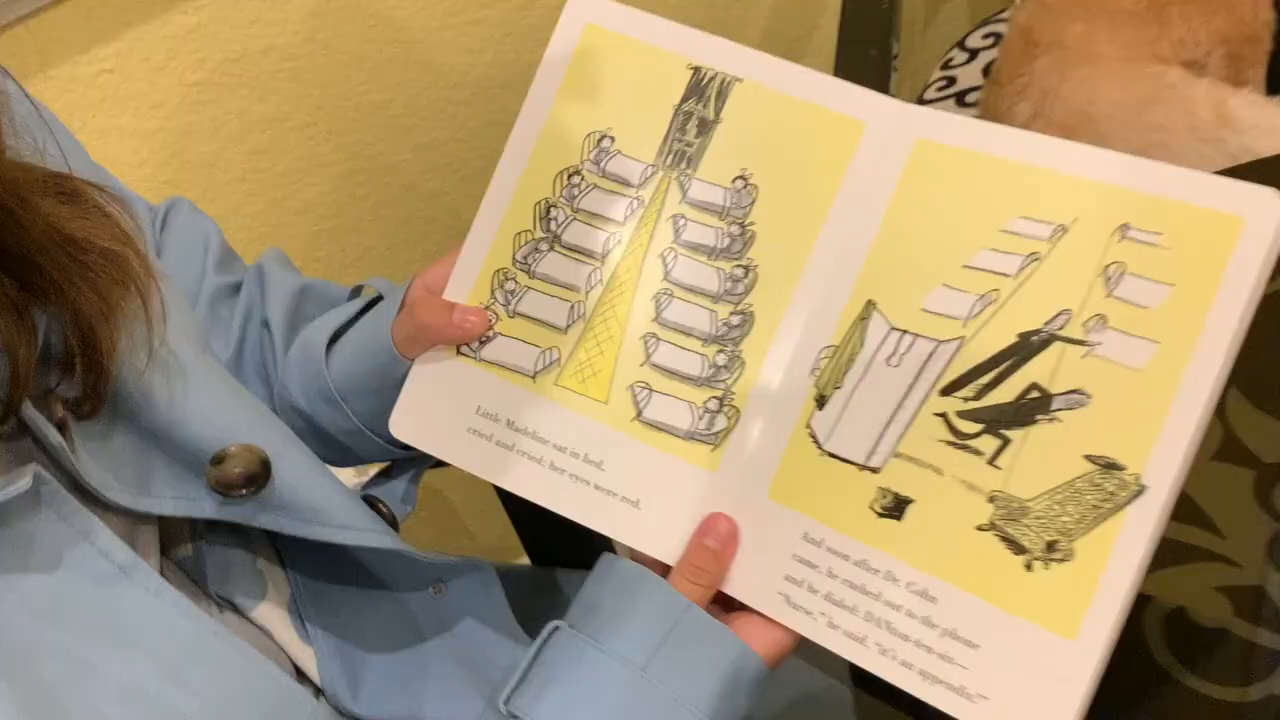 Little Madeline sat in bed,
cried and cried; her eyes were red.
And soon after Dr. Cohn
came, he rushed out to the phone
and he dialed: DANton-ten-six—
"Nurse," he said, "it's an appendix!"